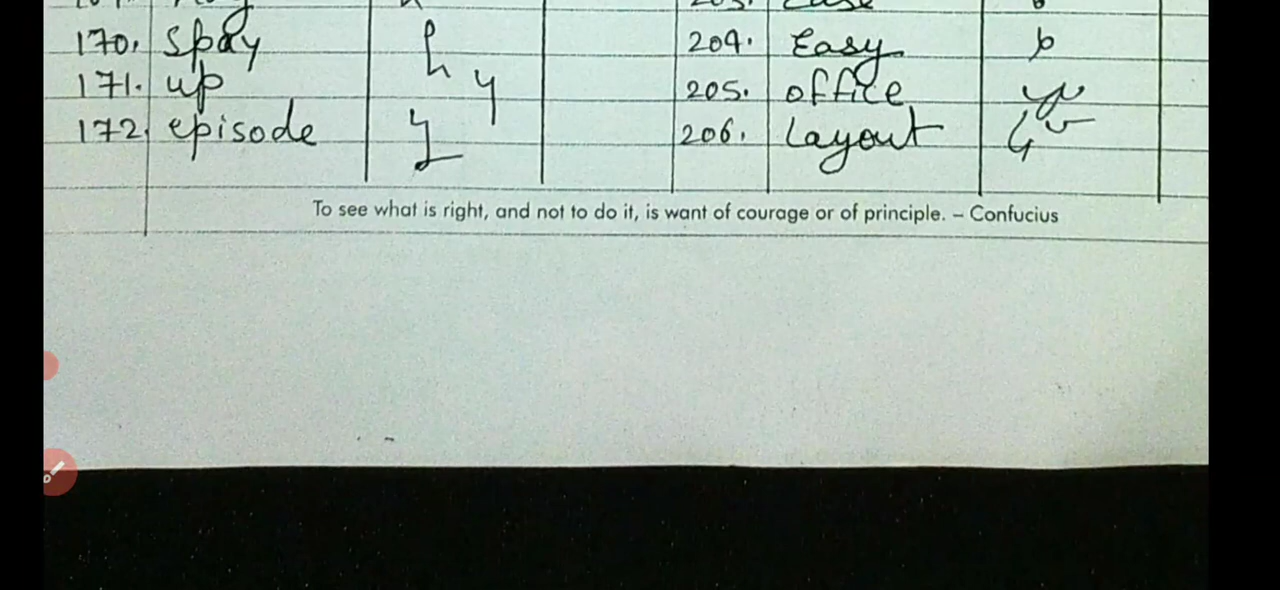 170. Spay 204. Easy
171. up 205. office
172. episode 206. Layout
To see what is right, and not to do it, is want of courage or of principle. – Confucius